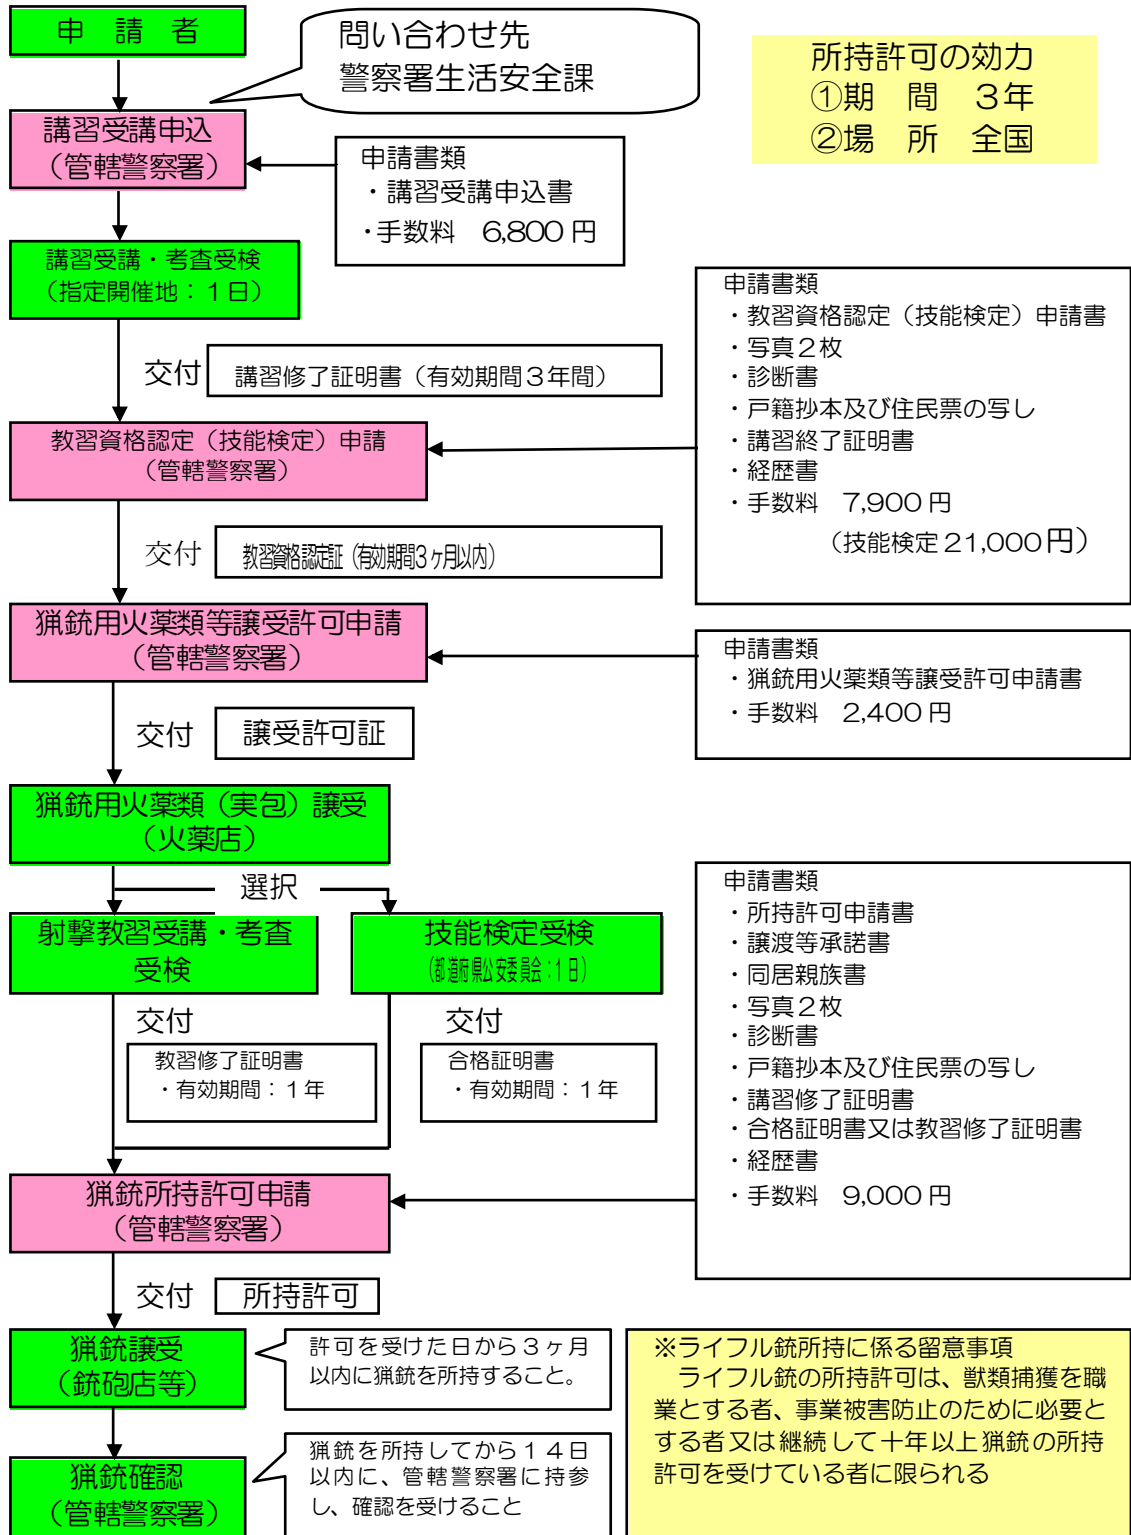 申　請　者
問い合わせ先
警察署生活安全課
所持許可の効力
①期　間　３年
②場　所　全国
講習受講申込
（管轄警察署）
申請書類
・講習受講申込書
・手数料　6,800円
講習受講・考査受検
（指定開催地：１日）
交付
講習修了証明書（有効期間３年間）
申請書類
・教習資格認定（技能検定）申請書
・写真２枚
・診断書
・戸籍抄本及び住民票の写し
・講習終了証明書
・経歴書
・手数料　7,900円
（技能検定21,000円）
教習資格認定（技能検定）申請
（管轄警察署）
交付
教習資格認定証（有効期間３ヶ月以内）
猟銃用火薬類等譲受許可申請
（管轄警察署）
申請書類
・猟銃用火薬類等譲受許可申請書
・手数料　2,400円
交付
譲受許可証
猟銃用火薬類（実包）譲受
（火薬店）
選択
射撃教習受講・考査
受検
技能検定受検
（都道府県公安委員会：１日）
交付
教習修了証明書
・有効期間：１年
交付
合格証明書
・有効期間：１年
申請書類
・所持許可申請書
・譲渡等承諾書
・同居親族書
・写真２枚
・診断書
・戸籍抄本及び住民票の写し
・講習修了証明書
・合格証明書又は教習修了証明書
・経歴書
・手数料　9,000円
猟銃所持許可申請
（管轄警察署）
交付
所持許可
猟銃譲受
（銃砲店等）
許可を受けた日から３ヶ月
以内に猟銃を所持すること。
猟銃確認
（管轄警察署）
猟銃を所持してから１４日
以内に、管轄警察署に持参
し、確認を受けること
※ライフル銃所持に係る留意事項
ライフル銃の所持許可は、獣類捕獲を職
業とする者、事業被害防止のために必要と
する者又は継続して十年以上猟銃の所持
許可を受けている者に限られる